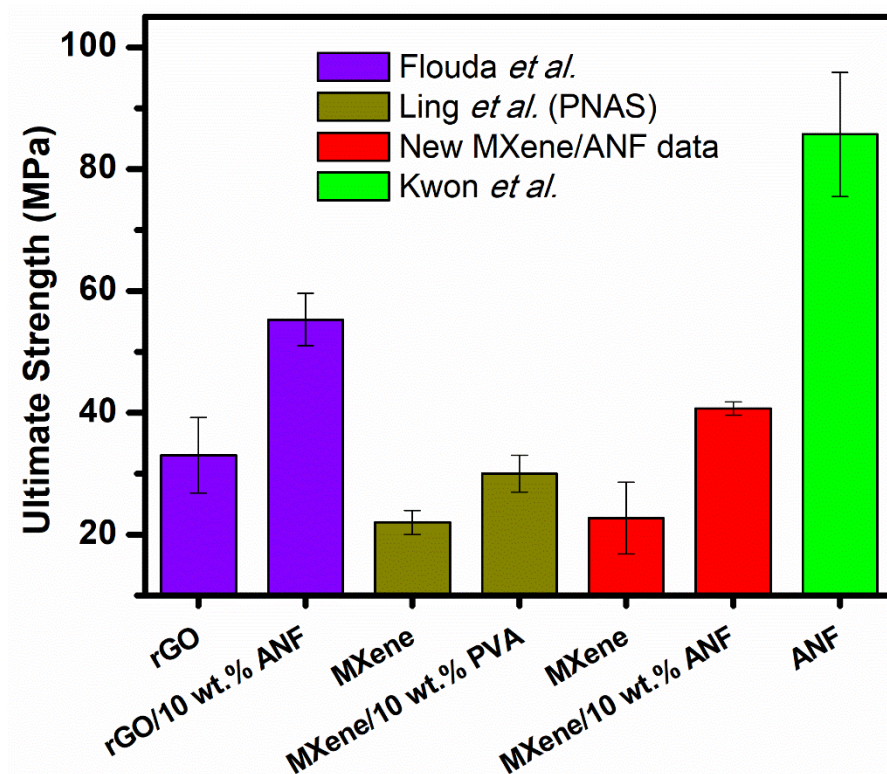 100
80
60
40
20
Ultimate Strength (MPa)
Flouda et al.
Ling et al. (PNAS)
New MXene/ANF data
Kwon et al.
rGO
rGO/10 wt.% ANF
MXene
MXene/10 wt.% PVA
MXene
MXene/10 wt.% ANF
ANF